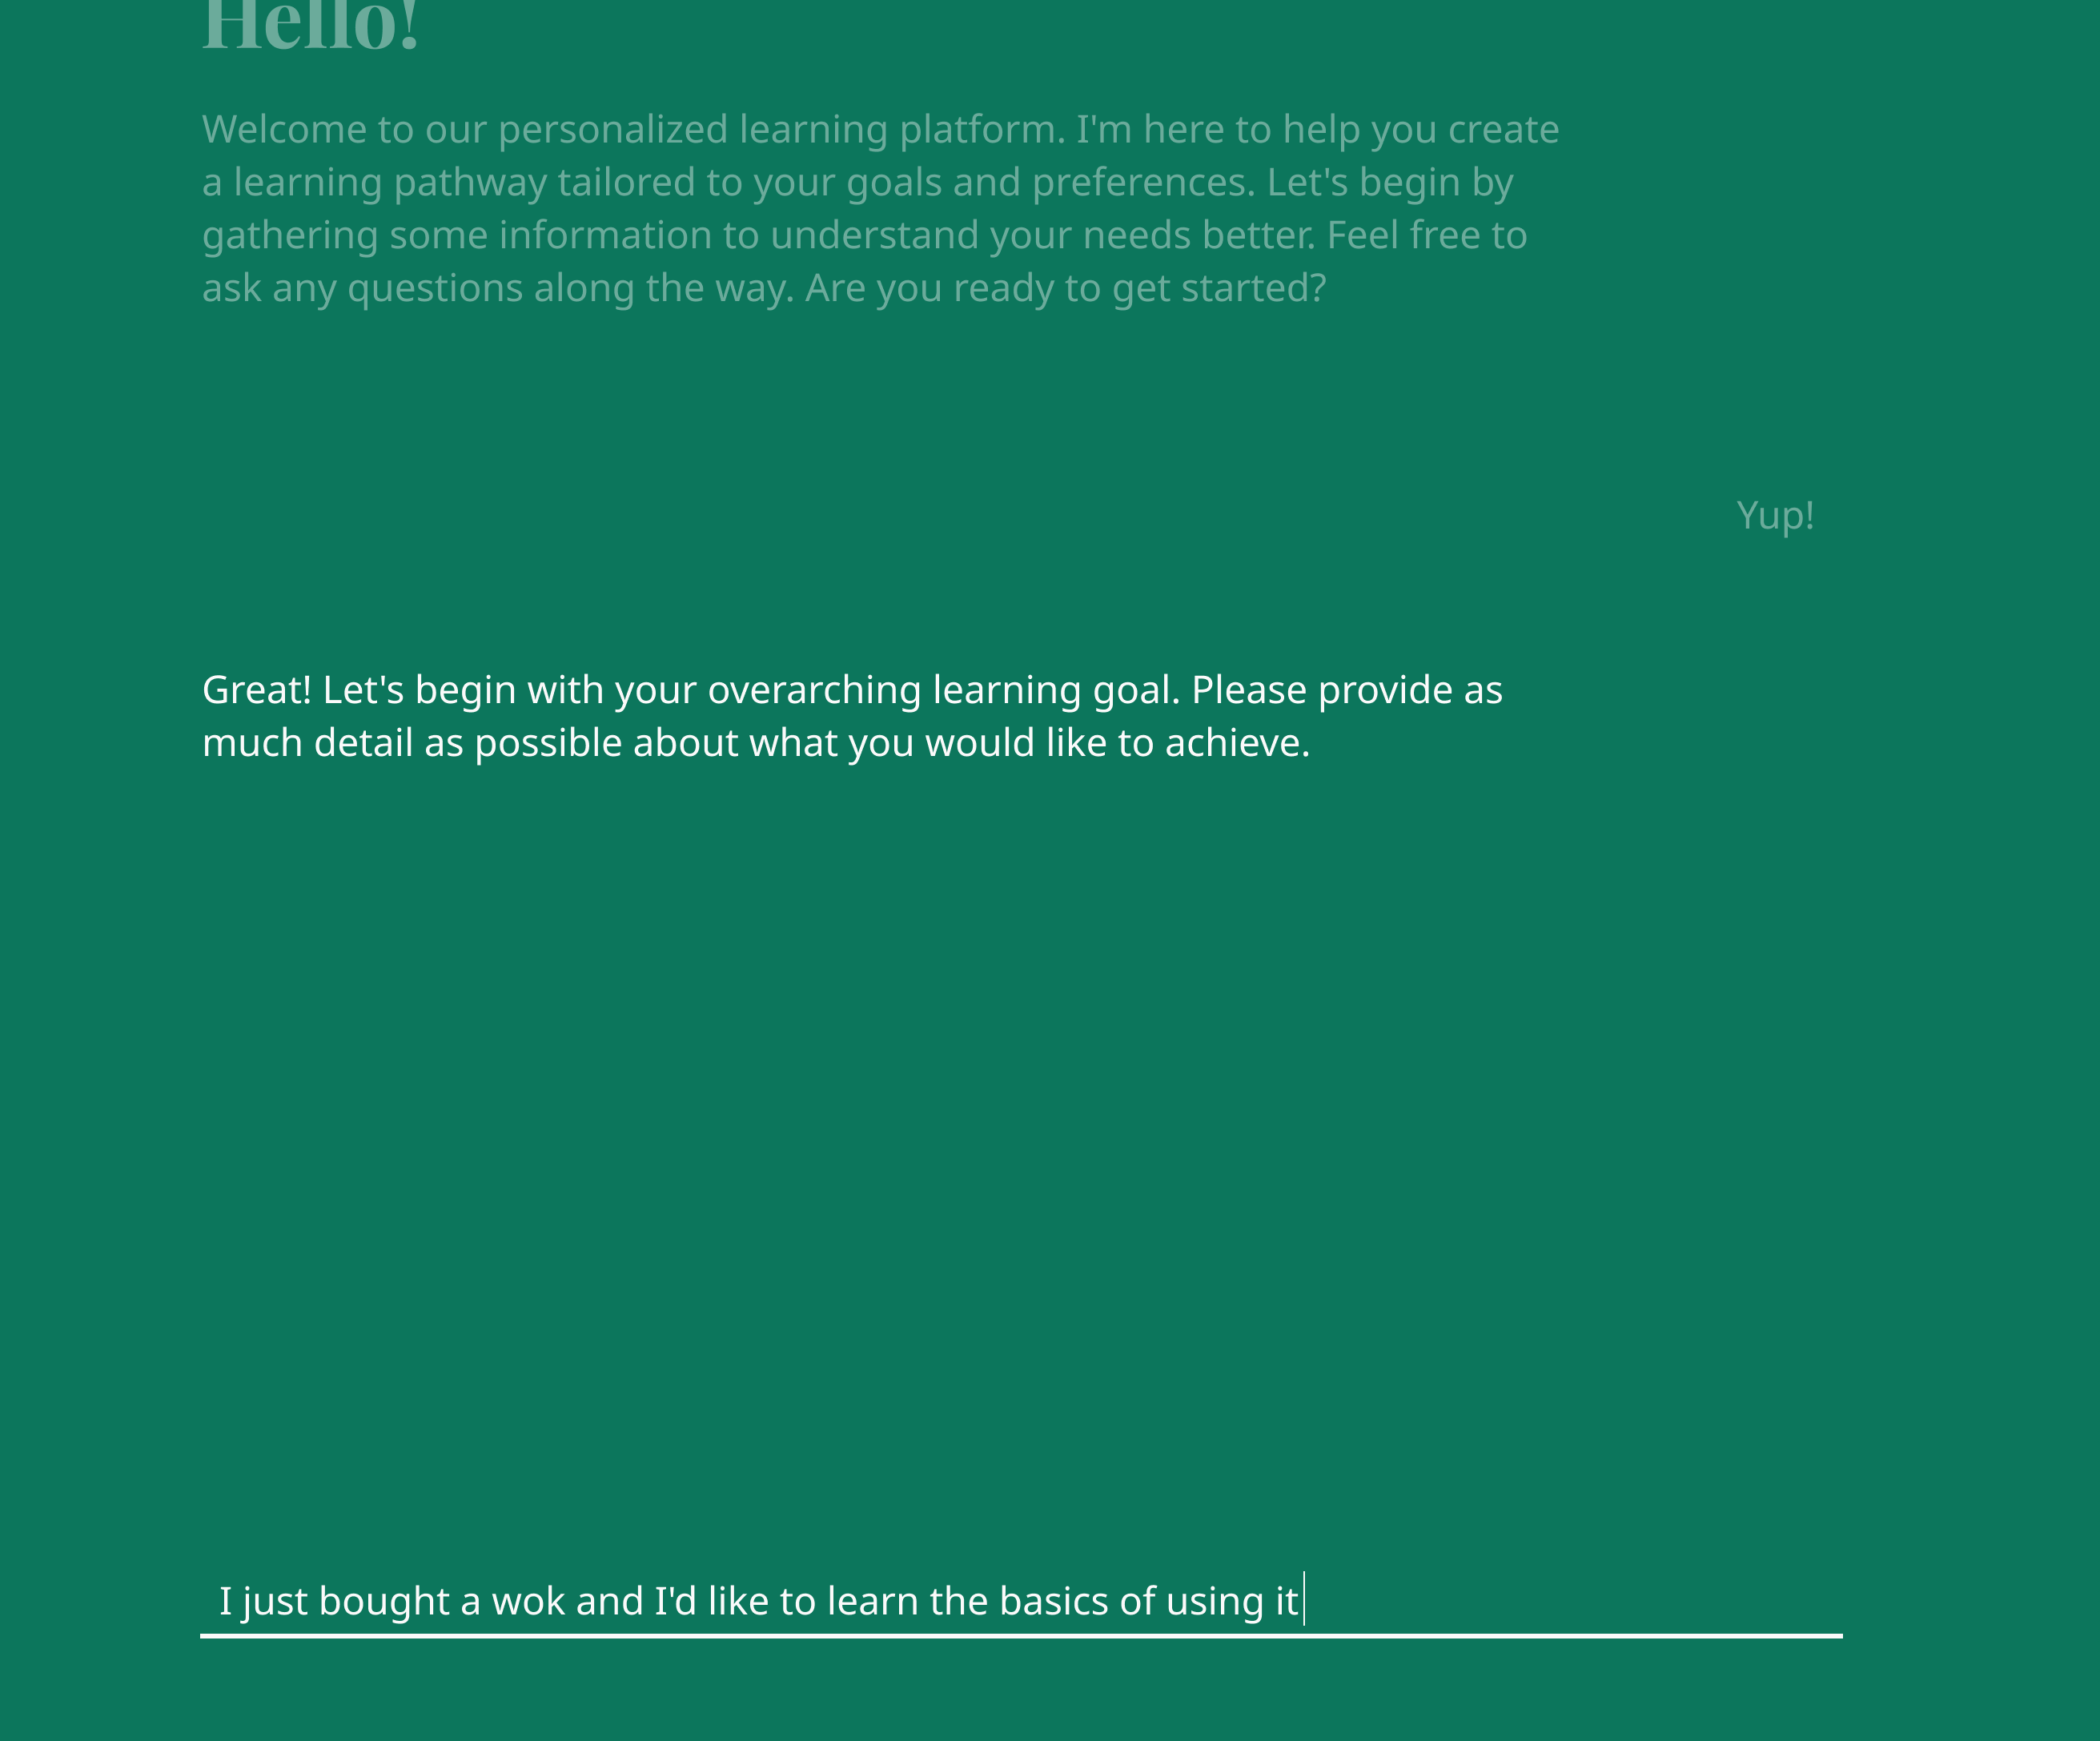 Hello!
Welcome to our personalized learning platform. I'm here to help you create
a learning pathway tailored to your goals and preferences. Let's begin by
gathering some information to understand your needs better. Feel free to
ask any questions along the way. Are you ready to get started?
Yup!
Great! Let's begin with your overarching learning goal. Please provide as
much detail as possible about what you would like to achieve.
I just bought a wok and I'd like to learn the basics of using it